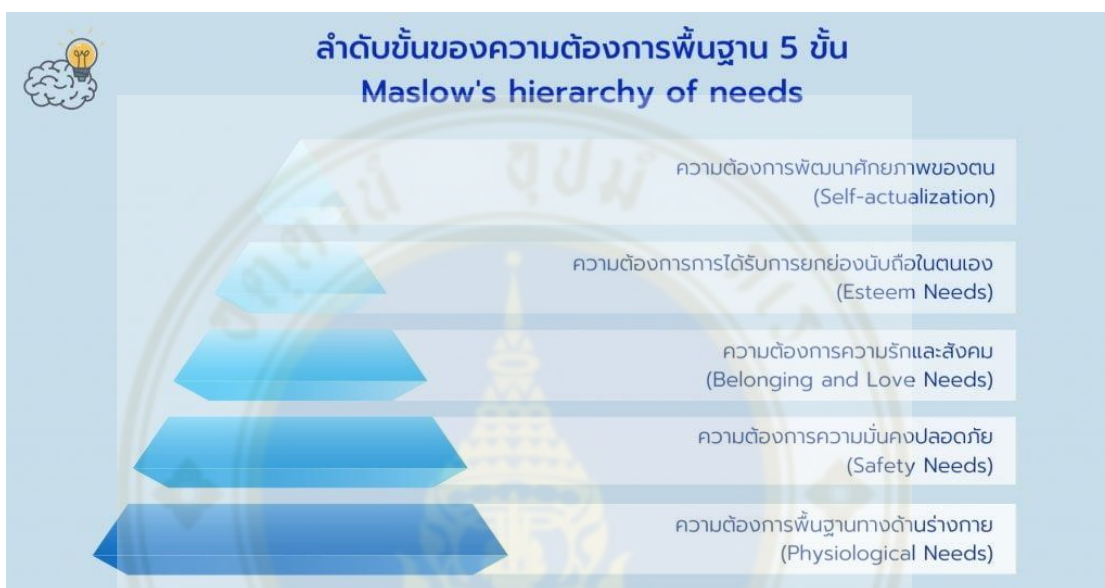 ลำดับขั้นของความต้องการพื้นฐาน 5 ขั้น
Maslow's hierarchy of needs
ความต้องการพัฒนาศักยภาพของตน
(Self-actualization)
ความต้องการการได้รับการยกย่องนับถือในตนเอง
(Esteem Needs)
ความต้องการความรักและสังคม
(Belonging and Love Needs)
ความต้องการความมั่นคงปลอดภัย
(Safety Needs)
ความต้องการพื้นฐานทางด้านร่างกาย
(Physiological Needs)